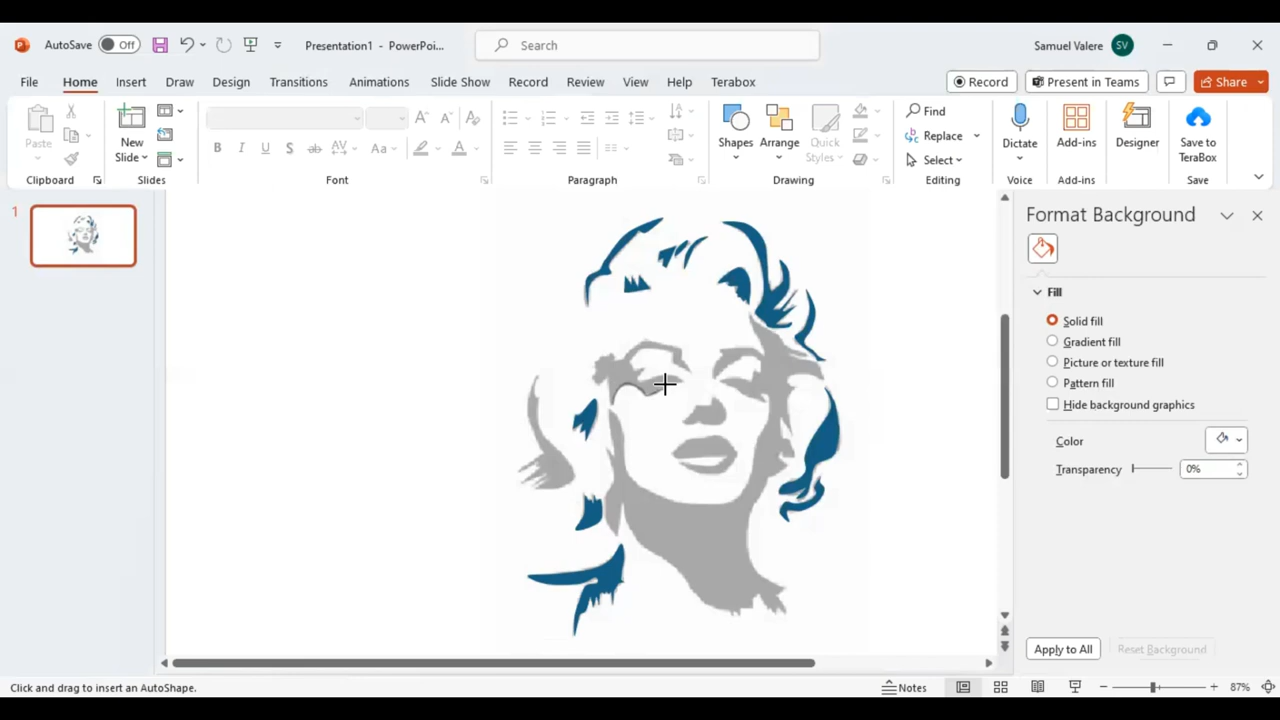 AutoSave Off Presentation1 - PowerPoi... Search Samuel Valere SV
File Home Insert Draw Design Slide Show Transitions Animations Record Review View Help Terabox Record Present in Teams Share
Paste
Clipboard
New
Slide
Slides
B I U S ab AV Aa A
Font
Paragraph
Shapes
Arrange
Quick
Styles
Drawing
Find
Replace
Select
Editing
Dictate
Voice
Add-ins
Add-ins
Designer
Save to
TeraBox
Save
1
Format Background
Fill
Solid fill
Gradient fill
Picture or texture fill
Pattern fill
Hide background graphics
Color
Transparency 0%
Apply to All Reset Background
Click and drag to insert an AutoShape. Notes 87%